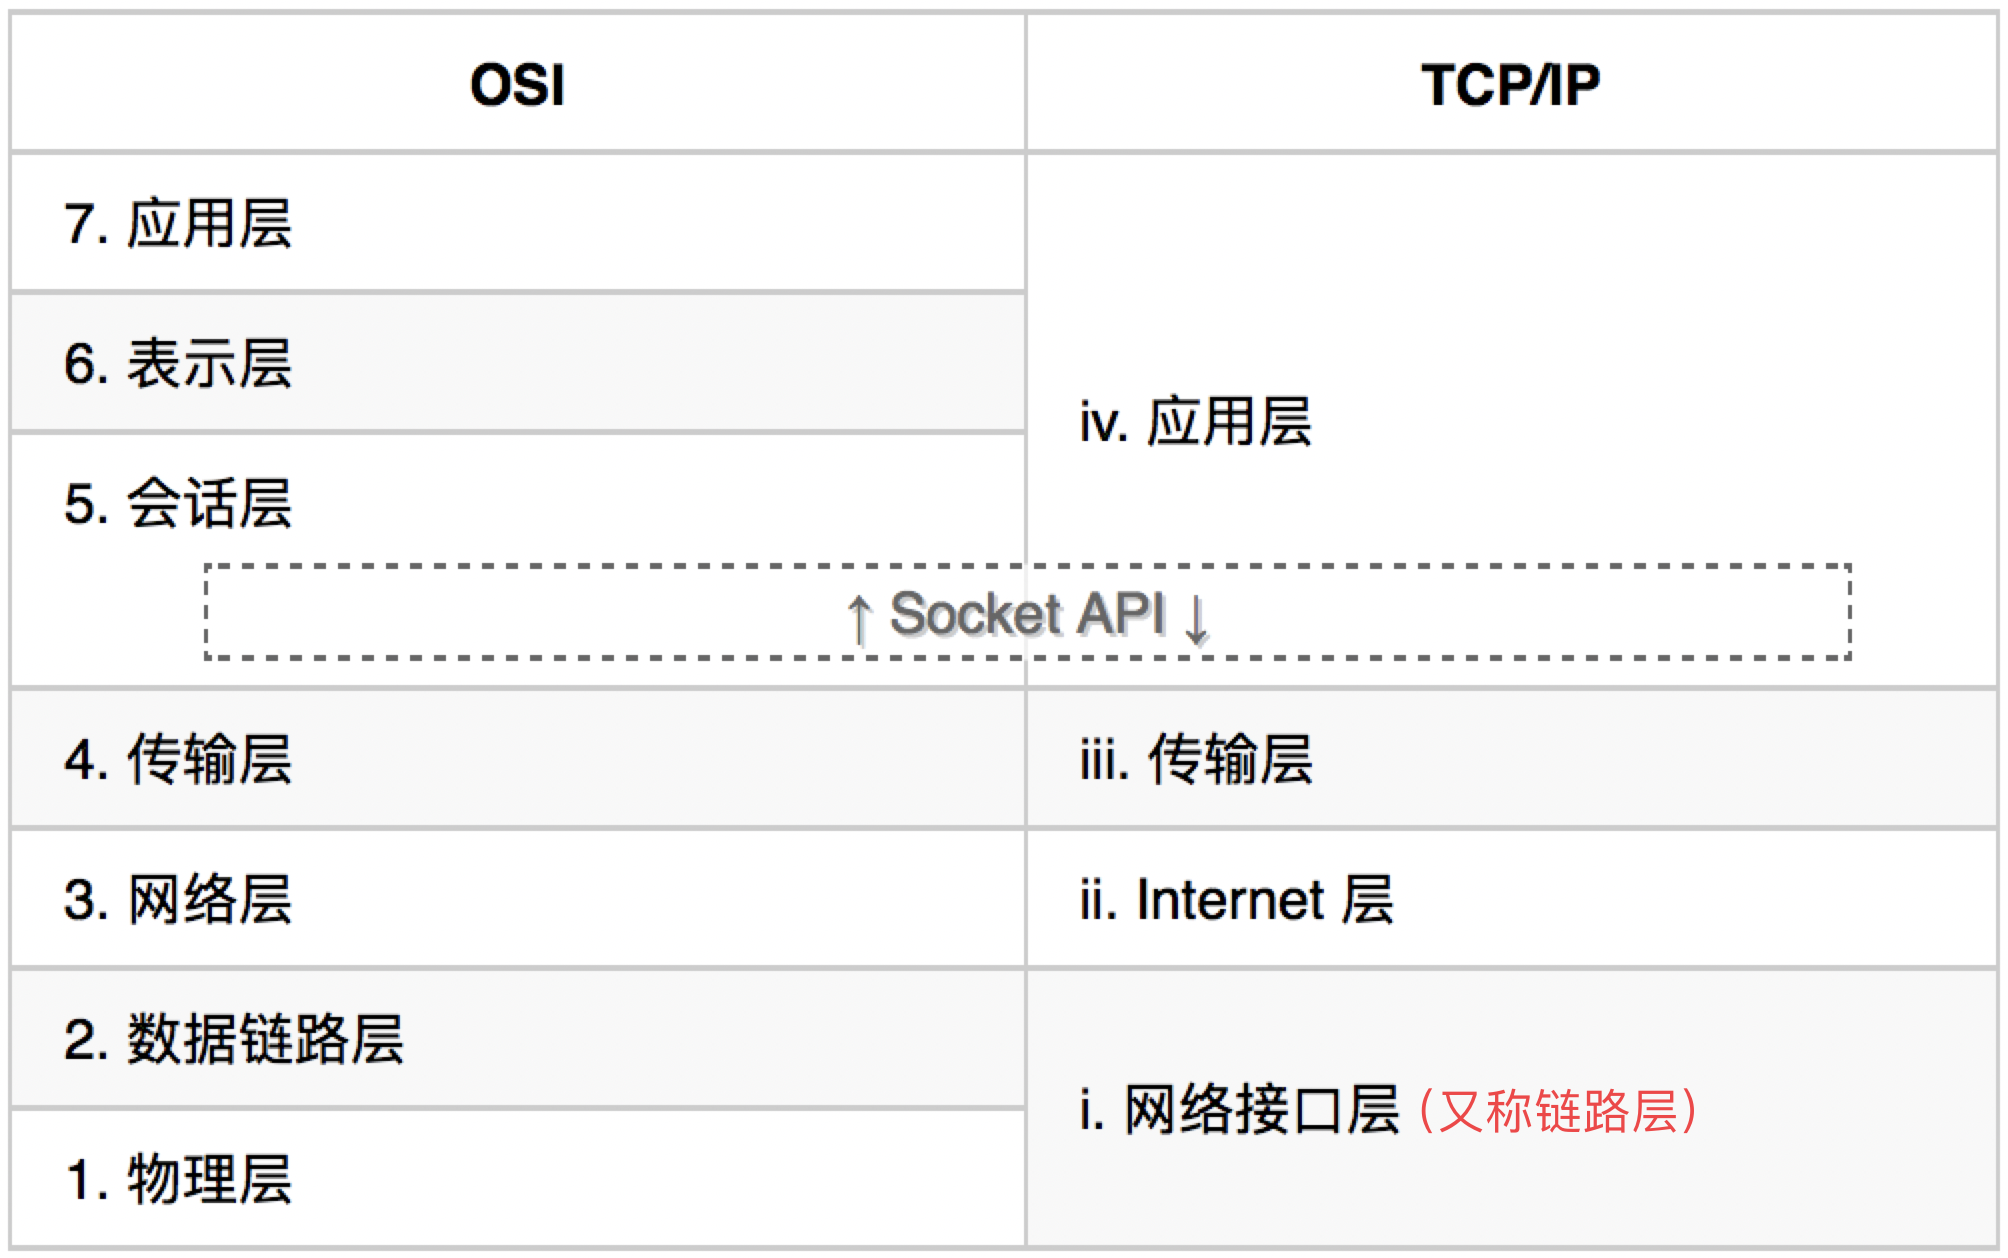 OSI TCP/IP
7. 应用层
6. 表示层
iv. 应用层
5. 会话层
↑ Socket API ↓
4. 传输层 iii. 传输层
3. 网络层 ii. Internet 层
2. 数据链路层
i. 网络接口层 (又称链路层)
1. 物理层